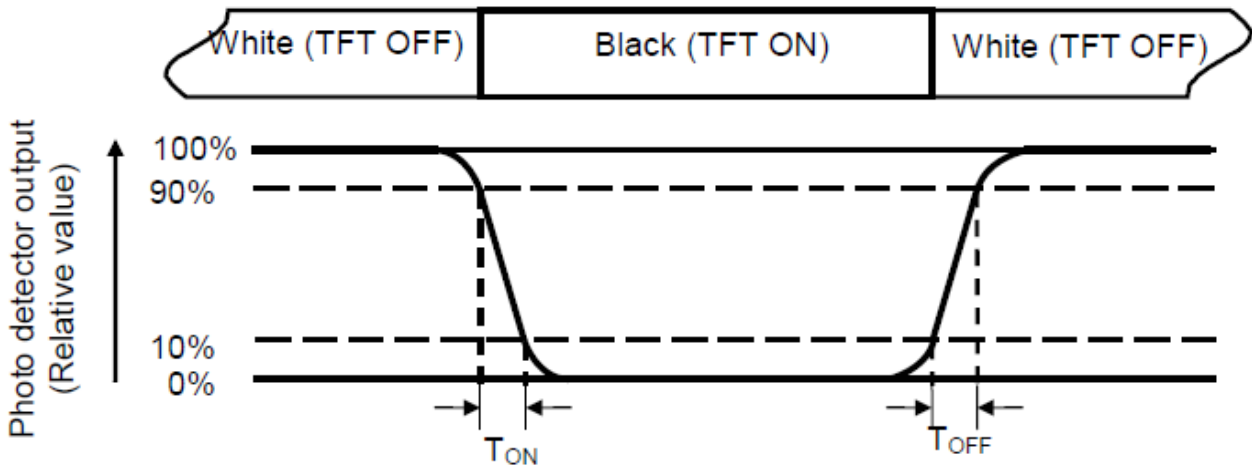 White (TFT OFF)
Black (TFT ON)
White (TFT OFF)
Photo detector output
(Relative value)
100%
90%
10%
0%
TON
TOFF